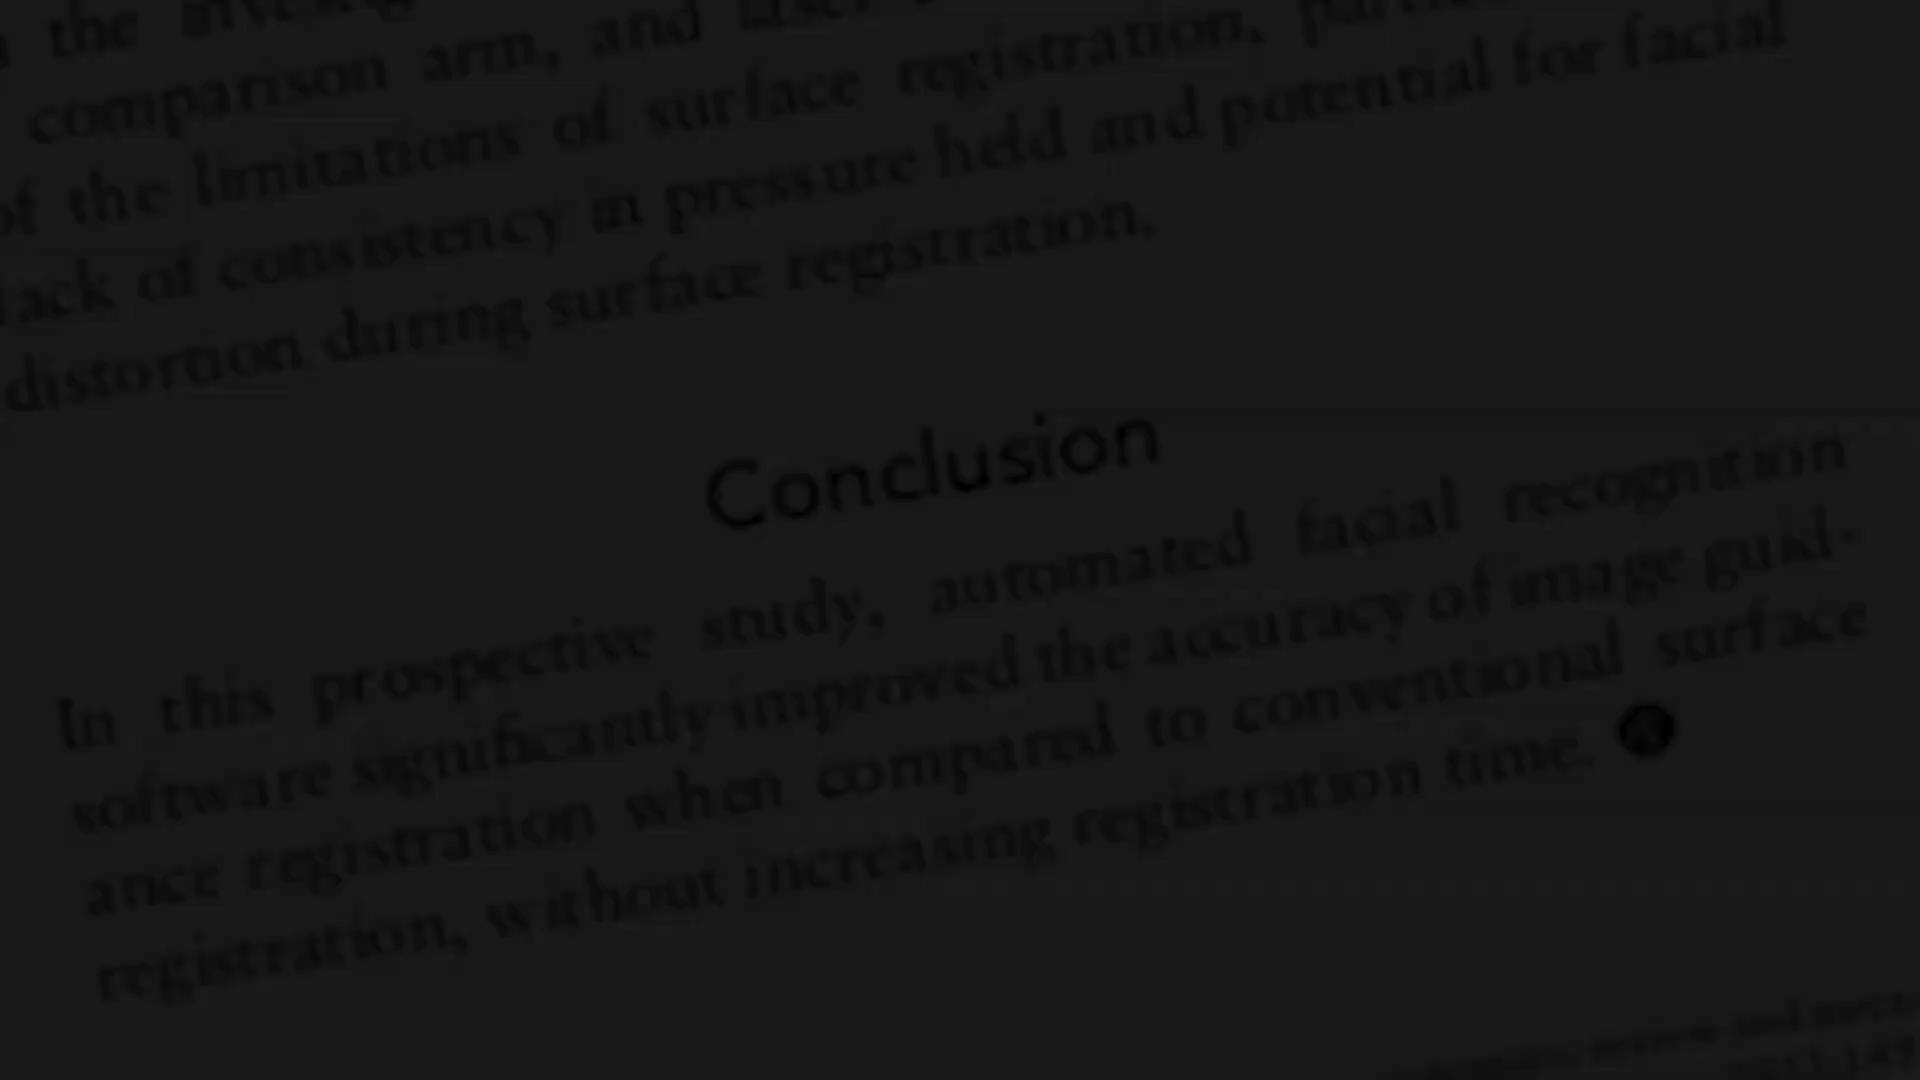 the
comparison arm, and laser
of the limitations of surface registration,
lack of consistency in pressure held and potential for facial
distortion during surface registration.
Conclusion
In this prospective study, automated facial recognition
software significantly improved the accuracy of image guid-
ance registration when compared to conventional surface
registration, without increasing registration time.